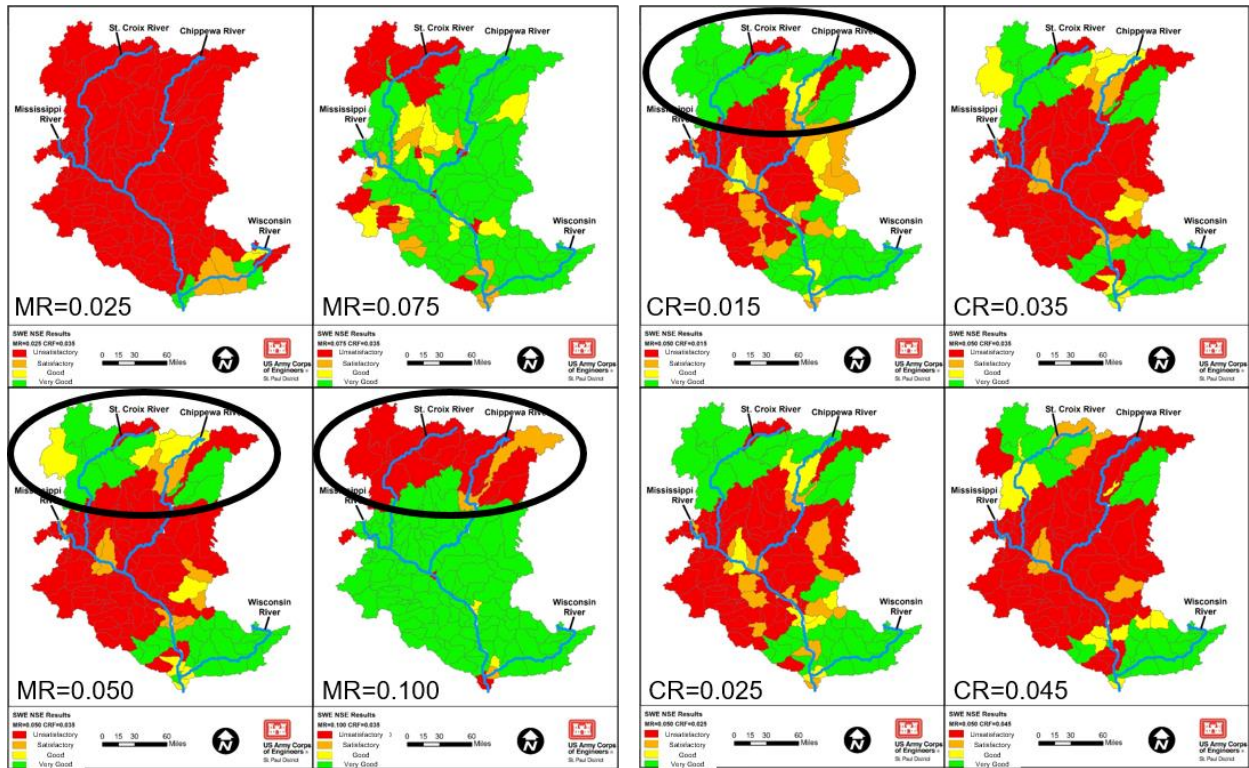 St. Croix River
Chippewa River
Mississippi
River
Wisconsin
River
MR=0.025
SWE NSE Results
MR=0.025 CRF=0.035
Unsatisfactory
Satisfactory
Good
Very Good
0 15 30 60
Miles
N
US Army Corps
of Engineers ®
St. Paul District
St. Croix River
Chippewa River
Mississippi
River
Wisconsin
River
MR=0.075
SWE NSE Results
MR=0.075 CRF=0.035
Unsatisfactory
Satisfactory
Good
Very Good
0 15 30 60
Miles
N
US Army Corps
of Engineers ®
St. Paul District
St. Croix River
Chippewa River
Mississippi
River
Wisconsin
River
CR=0.015
SWE NSE Results
MR=0.050 CRF=0.015
Unsatisfactory
Satisfactory
Good
Very Good
0 15 30 60
Miles
N
US Army Corps
of Engineers ®
St. Paul District
St. Croix River
Chippewa River
Mississippi
River
Wisconsin
River
CR=0.035
SWE NSE Results
MR=0.050 CRF=0.035
Unsatisfactory
Satisfactory
Good
Very Good
0 15 30 60
Miles
N
US Army Corps
of Engineers ®
St. Paul District
St. Croix River
Chippewa River
Mississippi
River
Wisconsin
River
MR=0.050
SWE NSE Results
MR=0.050 CRF=0.035
Unsatisfactory
Satisfactory
Good
Very Good
0 15 30 60
Miles
N
US Army Corps
of Engineers ®
St. Paul District
St. Croix River
Chippewa River
Mississippi
River
Wisconsin
River
MR=0.100
SWE NSE Results
MR=0.100 CRF=0.035
Unsatisfactory
Satisfactory
Good
Very Good
0 15 30 60
Miles
N
US Army Corps
of Engineers ®
St. Paul District
St. Croix River
Chippewa River
Mississippi
River
Wisconsin
River
CR=0.025
SWE NSE Results
MR=0.050 CRF=0.025
Unsatisfactory
Satisfactory
Good
Very Good
0 15 30 60
Miles
N
US Army Corps
of Engineers ®
St. Paul District
St. Croix River
Chippewa River
Mississippi
River
Wisconsin
River
CR=0.045
SWE NSE Results
MR=0.050 CRF=0.045
Unsatisfactory
Satisfactory
Good
Very Good
0 15 30 60
Miles
N
US Army Corps
of Engineers ®
St. Paul District